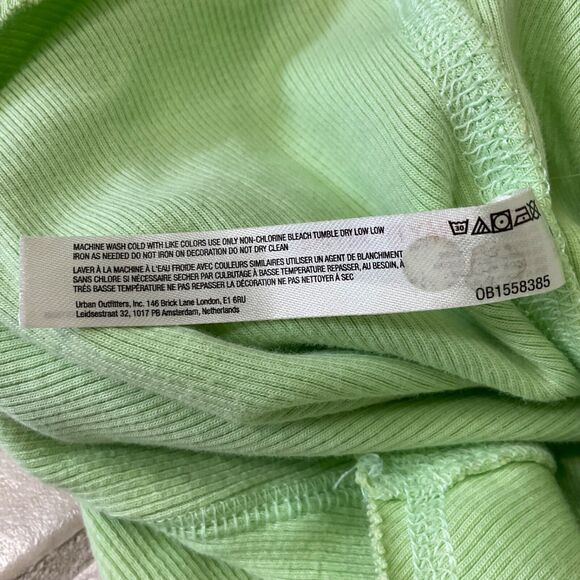 30
MACHINE WASH COLD WITH LIKE COLORS USE ONLY NON-CHLORINE BLEACH TUMBLE DRY LOW LOW
IRON AS NEEDED DO NOT IRON ON DECORATION DO NOT DRY CLEAN
LAVER À LA MACHINE À L'EAU FROIDE AVEC COULEURS SIMILAIRES UTILISER UN AGENT DE BLANCHIMENT
SANS CHLORE SI NÉCESSAIRE SECHER PAR CULBUTAGE À BASSE TEMPÉRATURE REPASSER, AU BESOIN, À
TRÈS BASSE TEMPÉRATURE NE PAS REPASSER LA DÉCORATION NE PAS NETTOYER À SEC
Urban Outfitters, Inc. 146 Brick Lane London, E1 6RU
Leidsestraat 32, 1017 PB Amsterdam, Netherlands
OB1558385